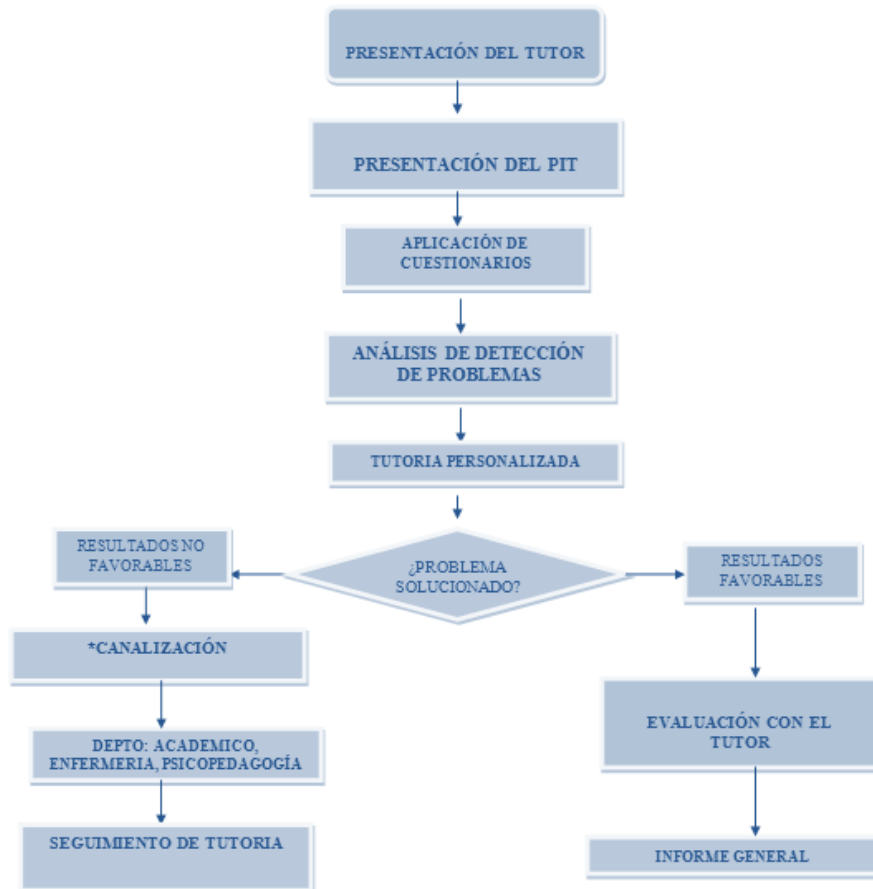 PRESENTACIÓN DEL TUTOR
PRESENTACIÓN DEL PIT
APLICACIÓN DE
CUESTIONARIOS
ANÁLISIS DE DETECCIÓN
DE PROBLEMAS
TUTORIA PERSONALIZADA
¿PROBLEMA
SOLUCIONADO?
RESULTADOS NO
FAVORABLES
*CANALIZACIÓN
DEPTO: ACADEMICO,
ENFERMERIA, PSICOPEDAGOGÍA
SEGUIMIENTO DE TUTORIA
RESULTADOS
FAVORABLES
EVALUACIÓN CON EL
TUTOR
INFORME GENERAL